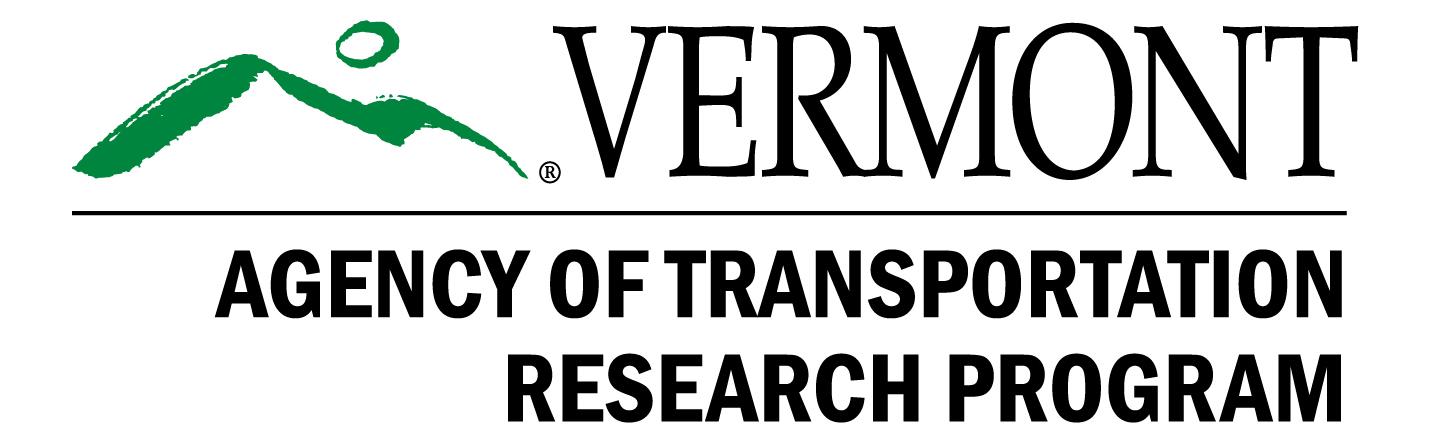 ® VERMONT
AGENCY OF TRANSPORTATION
RESEARCH PROGRAM